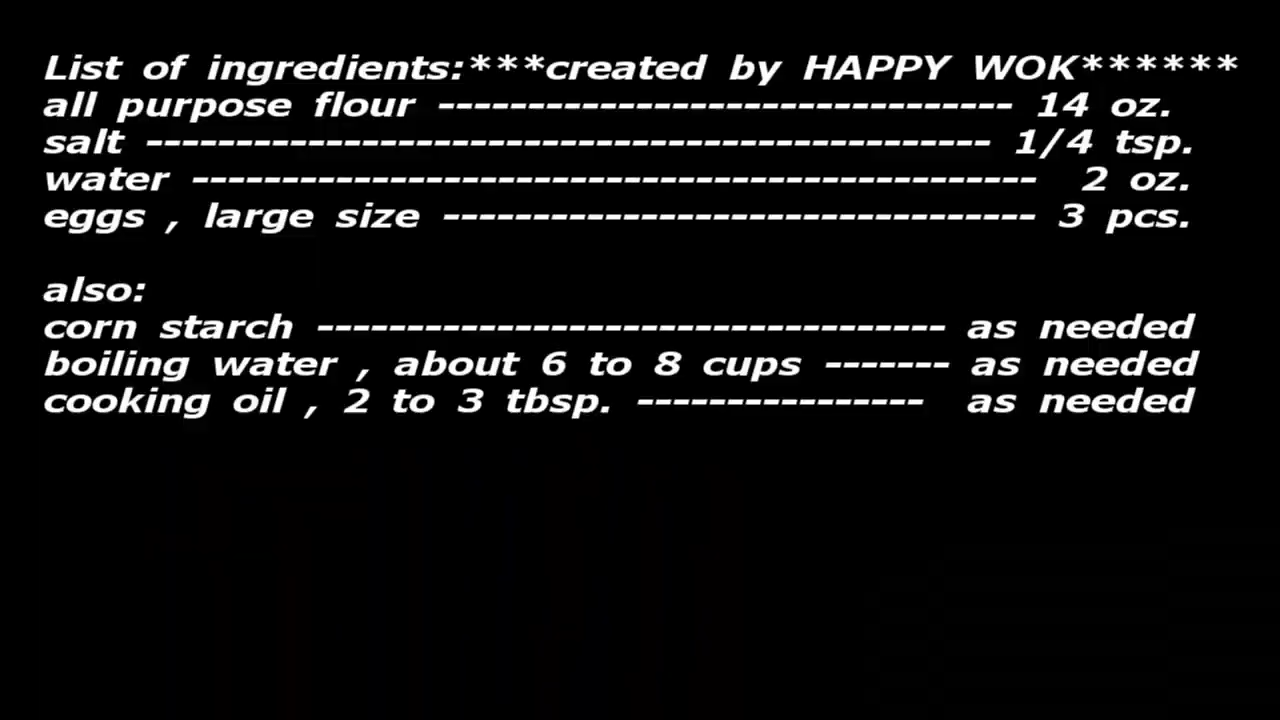 List of ingredients:***created by HAPPY WOK******
all purpose flour -------------------------------- 14 oz.
salt ----------------------------------------------- 1/4 tsp.
water ----------------------------------------------- 2 oz.
eggs , large size --------------------------------- 3 pcs.
also:
corn starch ----------------------------------- as needed
boiling water , about 6 to 8 cups ------- as needed
cooking oil , 2 to 3 tbsp. ---------------- as needed